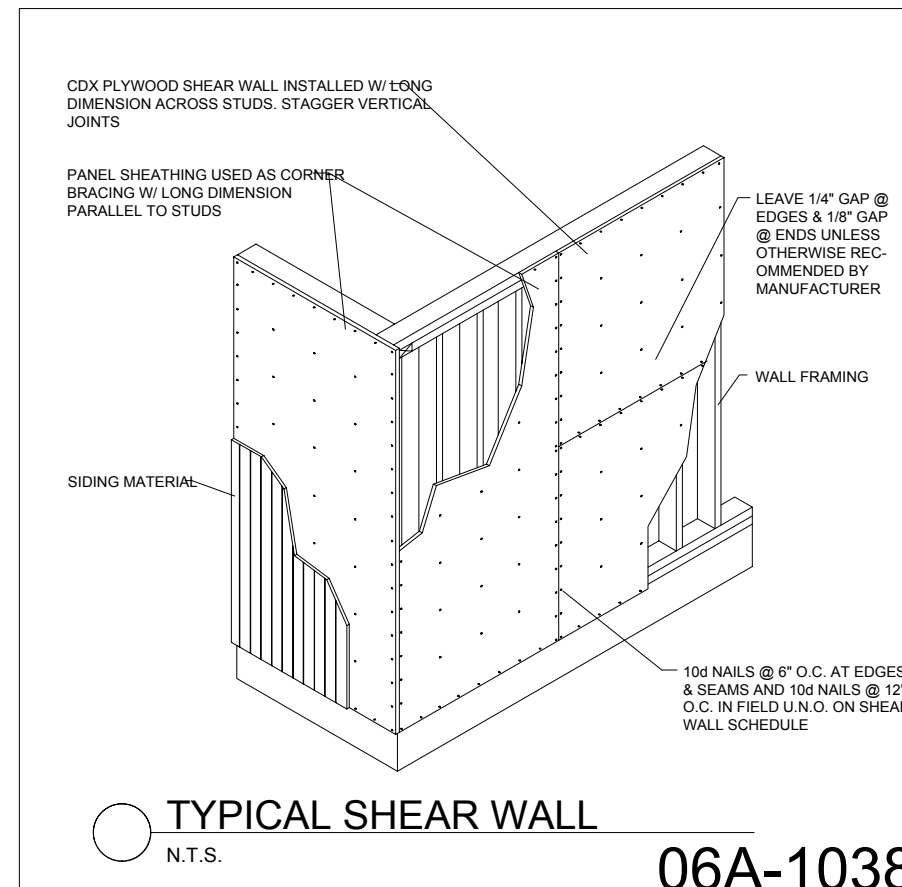 CDX PLYWOOD SHEAR WALL INSTALLED W/ LONG
DIMENSION ACROSS STUDS. STAGGER VERTICAL
JOINTS
PANEL SHEATHING USED AS CORNER
BRACING W/ LONG DIMENSION
PARALLEL TO STUDS
LEAVE 1/4" GAP @
EDGES & 1/8" GAP
@ ENDS UNLESS
OTHERWISE REC-
OMMENDED BY
MANUFACTURER
WALL FRAMING
SIDING MATERIAL
10d NAILS @ 6" O.C. AT EDGES
& SEAMS AND 10d NAILS @ 12"
O.C. IN FIELD U.N.O. ON SHEAR
WALL SCHEDULE
TYPICAL SHEAR WALL
N.T.S.
06A-1038